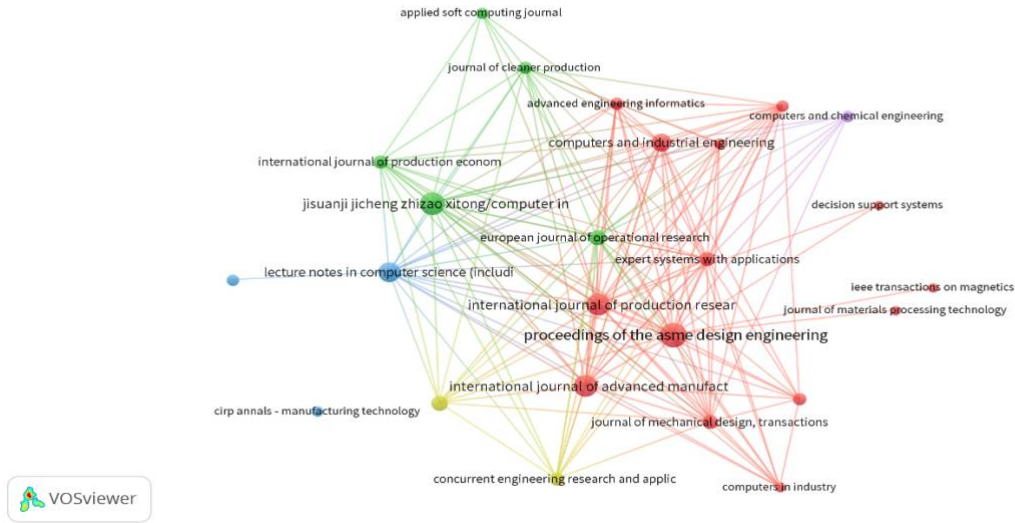 applied soft computing journal
journal of cleaner production
advanced engineering informatics
computers and chemical engineering
computers and industrial engineering
international journal of production econom
jisuanji jicheng zhizao xitong/computer in
decision support systems
european journal of operational research
expert systems with applications
lecture notes in computer science (includi
ieee transactions on magnetics
international journal of production resear
journal of materials processing technology
proceedings of the asme design engineering
international journal of advanced manufact
cirp annals - manufacturing technology
journal of mechanical design, transactions
concurrent engineering research and applic
computers in industry
VOSviewer